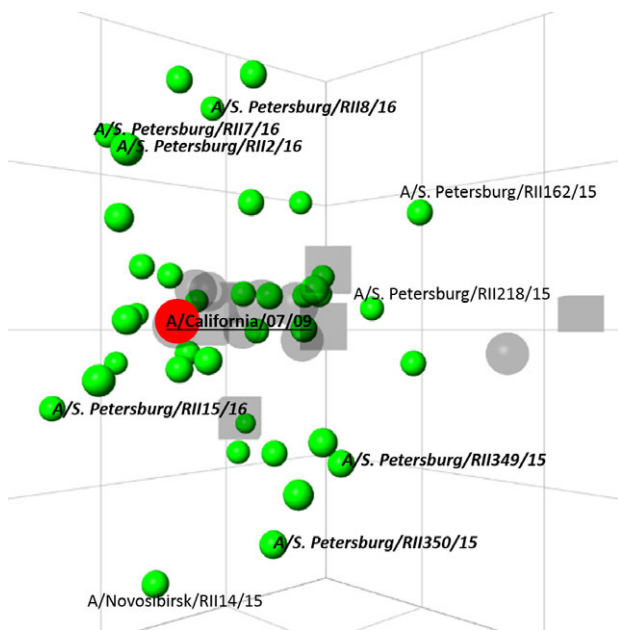 A/S. Petersburg/RII8/16
A/S. Petersburg/RII7/16
A/S. Petersburg/RII2/16
A/S. Petersburg/RII162/15
A/S. Petersburg/RII218/15
A/California/07/09
A/S. Petersburg/RII15/16
A/S. Petersburg/RII349/15
A/S. Petersburg/RII350/15
A/Novosibirsk/RII14/15